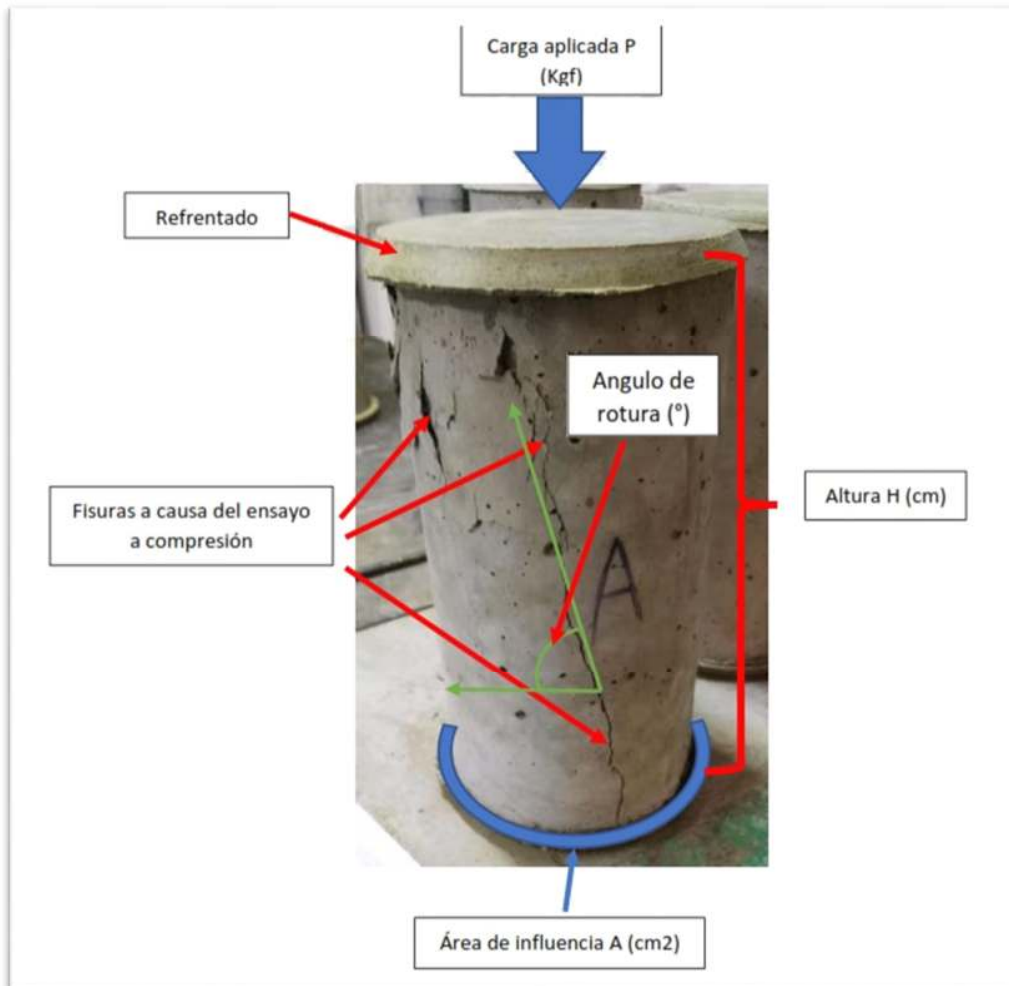 Carga aplicada P
(Kgf)
Refrentado
Angulo de
rotura (°)
Altura H (cm)
Fisuras a causa del ensayo
a compresión
A
Área de influencia A (cm2)